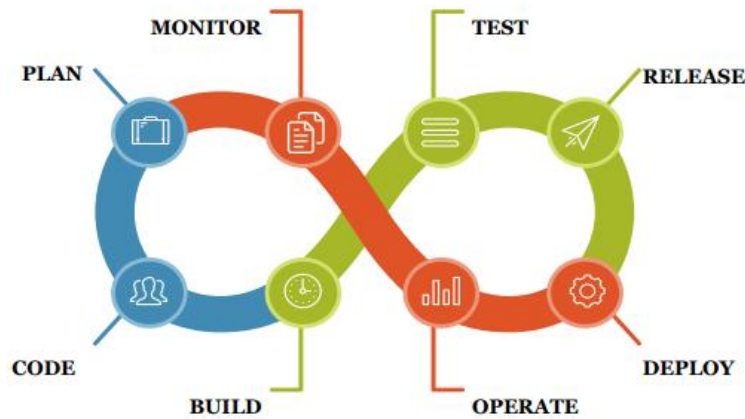 MONITOR
TEST
PLAN
RELEASE
CODE
DEPLOY
BUILD
OPERATE